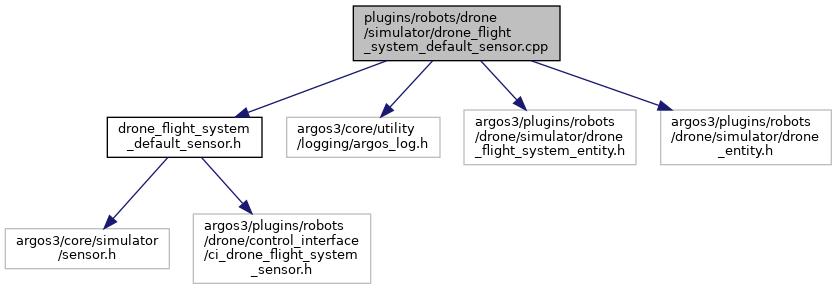 plugins/robots/drone
/simulator/drone_flight
_system_default_sensor.cpp
drone_flight_system
_default_sensor.h
argos3/core/utility
/logging/argos_log.h
argos3/plugins/robots
/drone/simulator/drone
_flight_system_entity.h
argos3/plugins/robots
/drone/simulator/drone
_entity.h
argos3/core/simulator
/sensor.h
argos3/plugins/robots
/drone/control_interface
/ci_drone_flight_system
_sensor.h